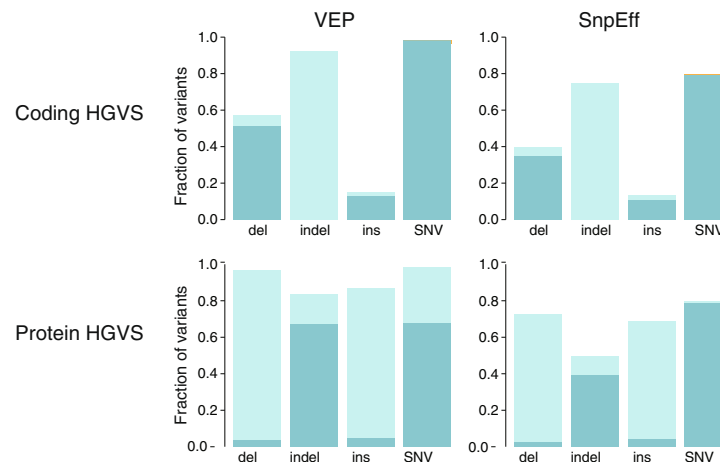 VEP SnpEff
Coding HGVS
Fraction of variants
1.0 1.0
0.8 0.8
0.6 0.6
0.4 0.4
0.2 0.2
0.0 0.0
del indel ins SNV del indel ins SNV
Protein HGVS
Fraction of variants
1.0 1.0
0.8 0.8
0.6 0.6
0.4 0.4
0.2 0.2
0.0 0.0
del indel ins SNV del indel ins SNV